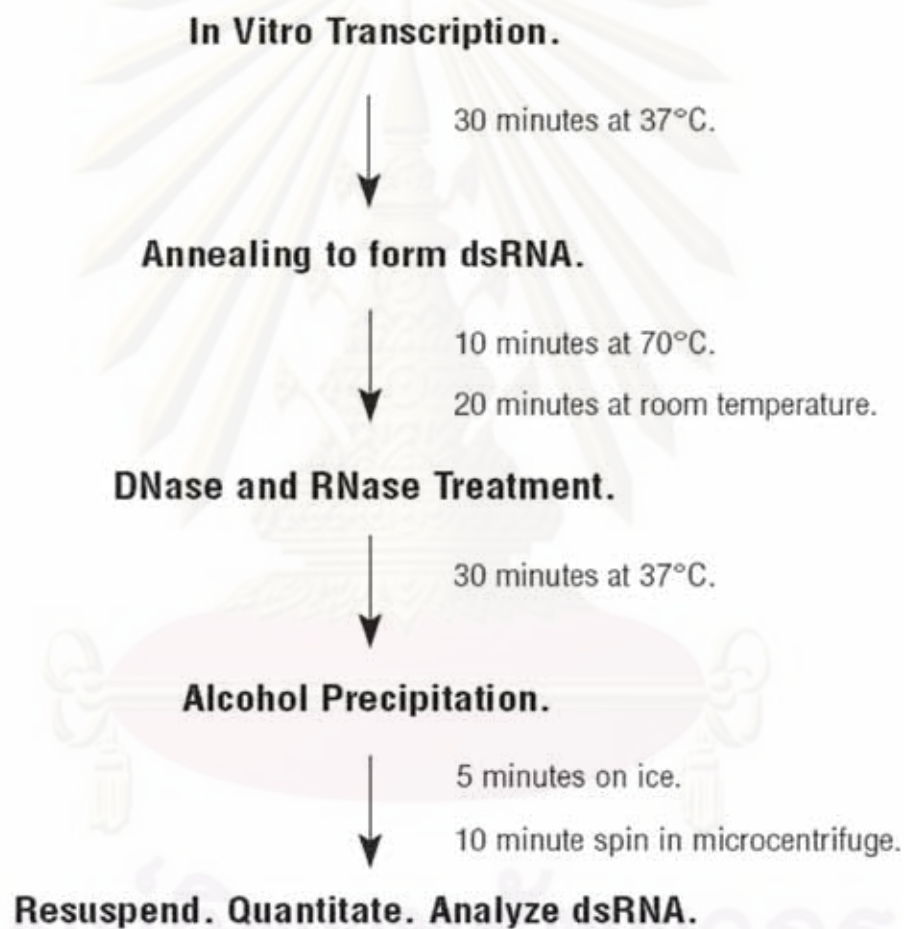 In Vitro Transcription.
30 minutes at 37°C.
Annealing to form dsRNA.
10 minutes at 70°C.
20 minutes at room temperature.
DNase and RNase Treatment.
30 minutes at 37°C.
Alcohol Precipitation.
5 minutes on ice.
10 minute spin in microcentrifuge.
Resuspend. Quantitate. Analyze dsRNA.